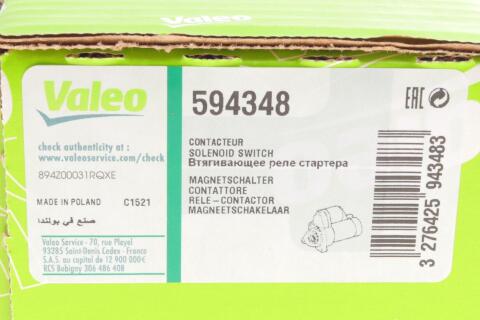 Valeo
594348
EAC
CONTACTEUR
SOLENOID SWITCH
Втягивающее реле стартера
MAGNETSCHALTER
CONTATTORE
RELE-CONTACTOR
MAGNEETSCHAKELAAR
check authenticity at :
www.valeoservice.com/check
894Z00031RQXE
MADE IN POLAND C1521
صنع في بولندا
Valeo Service - 70, rue Pleyel
93285 Saint-Denis Cedex - France
S.A.S. au capital de 12 900 000€
RCS Bobigny 306 486 408
3 276425 943483